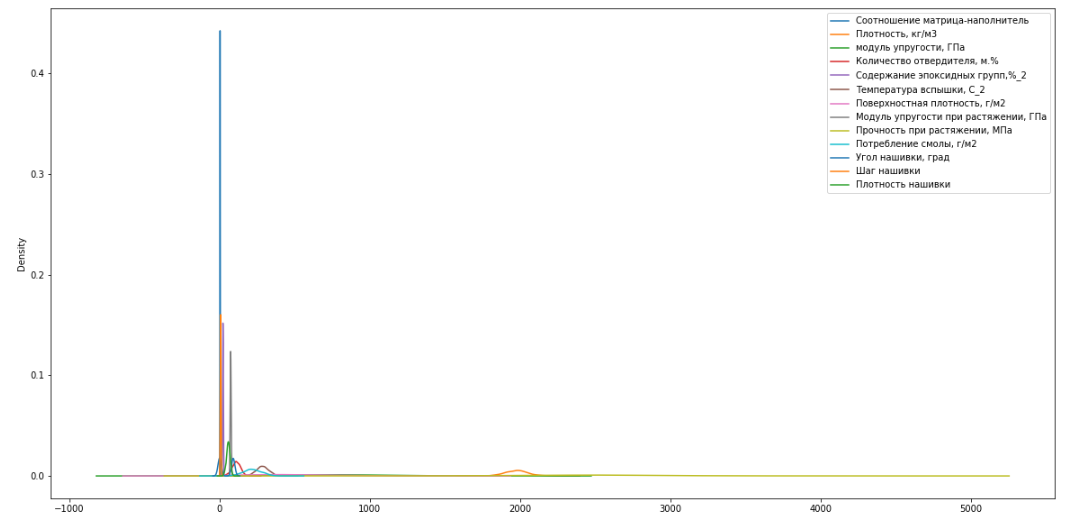 Соотношение матрица-наполнитель
Плотность, кг/м3
модуль упругости, ГПа
Количество отвердителя, м.%
Содержание эпоксидных групп,%_2
Температура вспышки, С_2
Поверхностная плотность, г/м2
Модуль упругости при растяжении, ГПа
Прочность при растяжении, МПа
Потребление смолы, г/м2
Угол нашивки, град
Шаг нашивки
Плотность нашивки
Density
0.4
0.3
0.2
0.1
0.0
−1000 0 1000 2000 3000 4000 5000